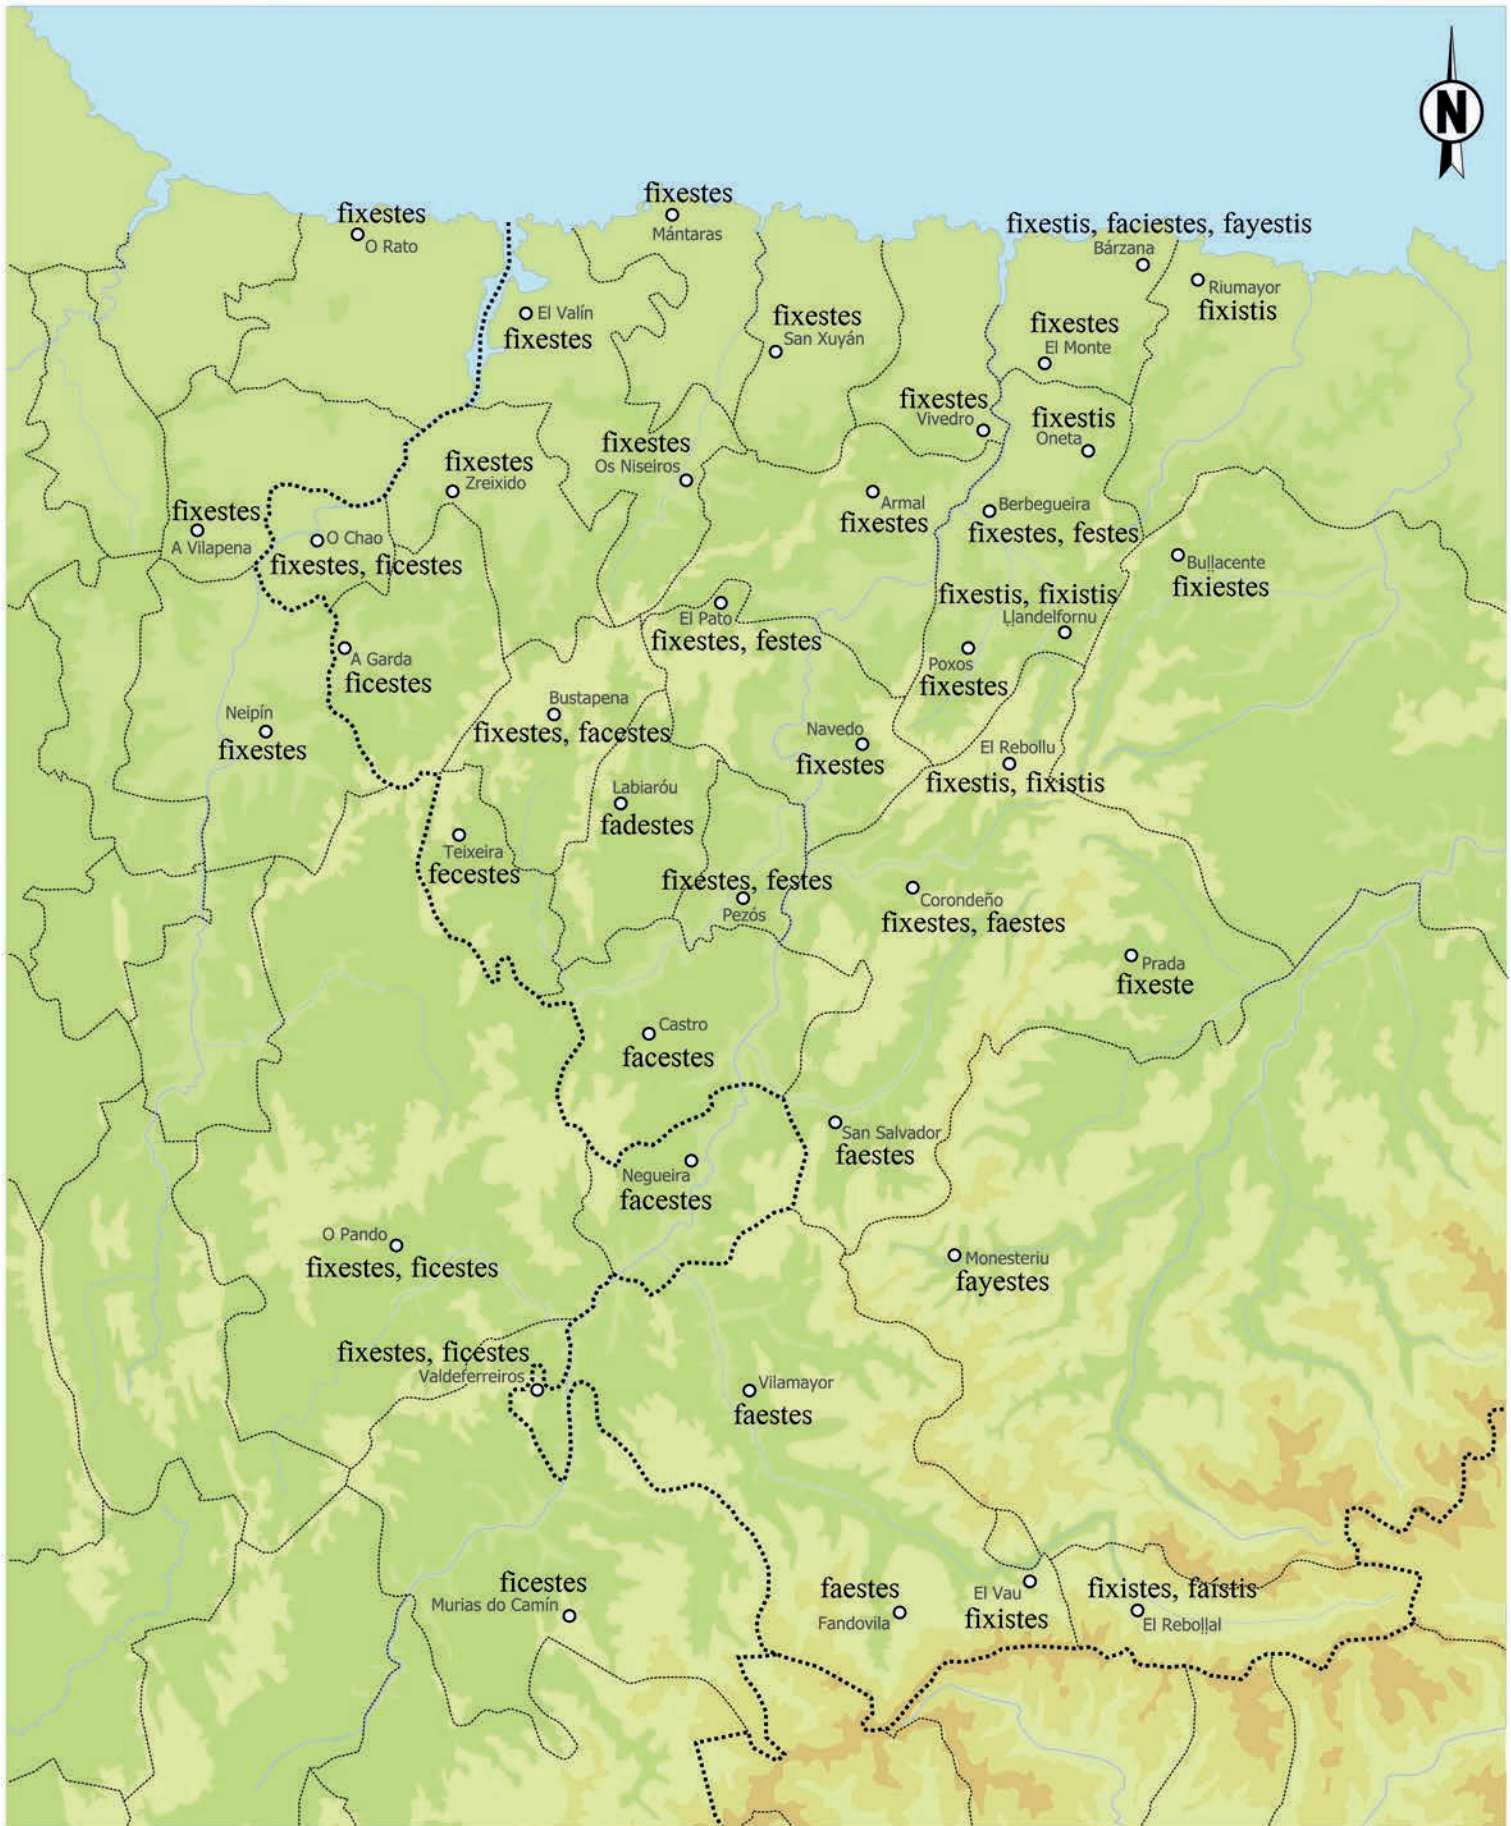 N
fixestes
Mántaras
fixestes
O Rato
fixestis, faciestes, fayestis
Bárzana
Riumayor
fixistis
El Valín
fixestes
fixestes
San Xuyán
fixestes
El Monte
fixestes
Vivedro
fixestis
Oneta
fixestes
Os Niseiros
fixestes
Zreixido
Armal
fixestes
Berbegueira
fixestes, festes
fixestes
A Vilapena
O Chao
fixestes, ficestes
Buḷḷacente
fixiestes
fixestis, fixistis
Ḷḷandelfornu
El Pato
fixestes, festes
A Garda
ficestes
Poxos
fixestes
Bustapena
fixestes, facestes
Neipín
fixestes
Navedo
fixestes
El Rebollu
fixestis, fixistis
Labiaróu
fadestes
Teixeira
fecestes
fixestes, festes
Pezós
Corondeño
fixestes, faestes
Prada
fixeste
Castro
facestes
San Salvador
faestes
Negueira
facestes
O Pando
fixestes, ficestes
Monesteriu
fayestes
fixestes, ficestes
Valdeferreiros
Vilamayor
faestes
ficestes
Murias do Camín
faestes
Fandovila
El Vau
fixistes
fixistes, faístis
El Reboḷḷal